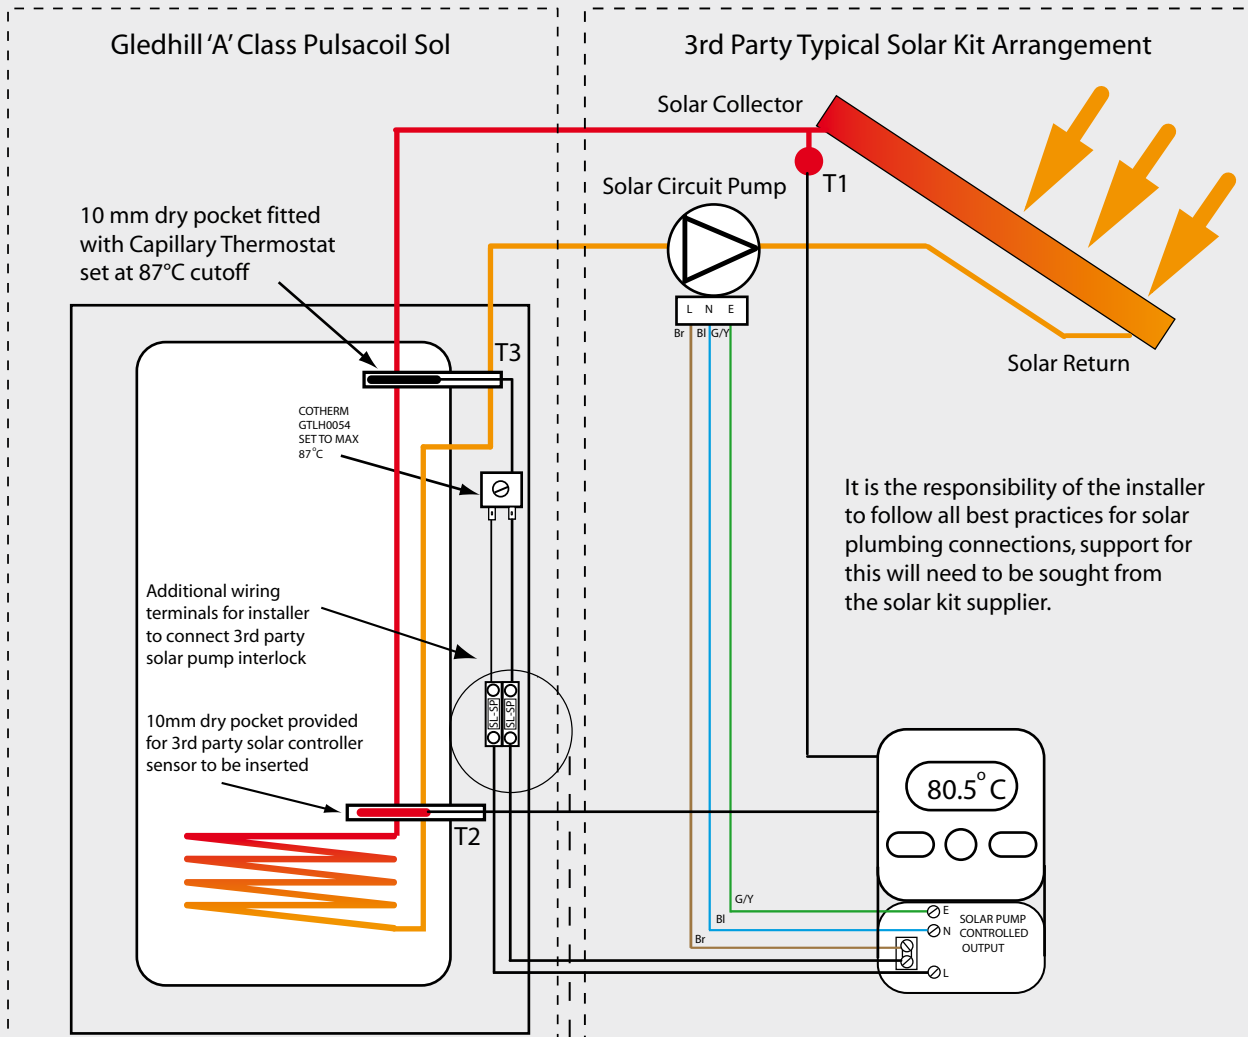 Gledhill ‘A’ Class Pulsacoil Sol
3rd Party Typical Solar Kit Arrangement
Solar Collector
T1
Solar Circuit Pump
10 mm dry pocket fitted
with Capillary Thermostat
set at 87°C cutoff
L N E
Br Bl G/Y
T3
Solar Return
COTHERM
GTLH0054
SET TO MAX
87°C
It is the responsibility of the installer
to follow all best practices for solar
plumbing connections, support for
this will need to be sought from
the solar kit supplier.
Additional wiring
terminals for installer
to connect 3rd party
solar pump interlock
SL-SP SL-SP
10mm dry pocket provided
for 3rd party solar controller
sensor to be inserted
T2
80.5°C
G/Y
Bl
Br
E
N
L
SOLAR PUMP
CONTROLLED
OUTPUT